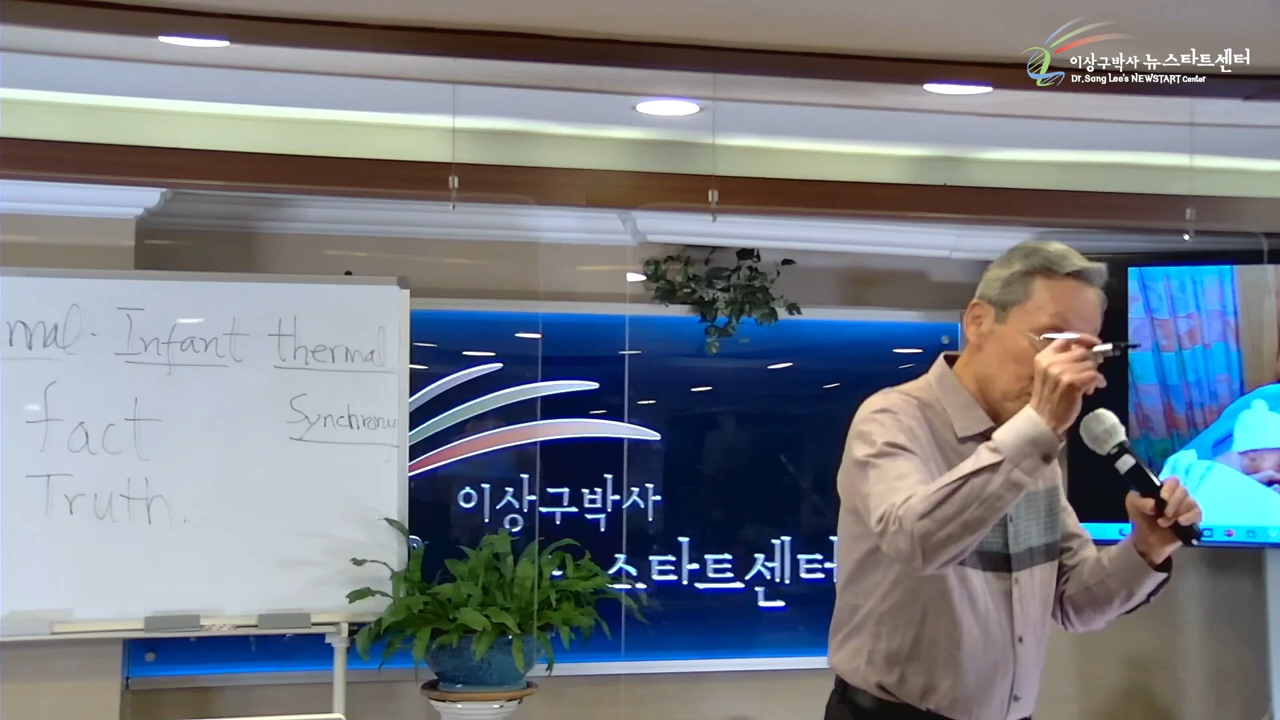 이상구박사 뉴스타트센터
Dr. Sang Lee's NEWSTART Center
mal. Infant thermal
Synchrony
fact
Truth.
이상구박사
스타트센터